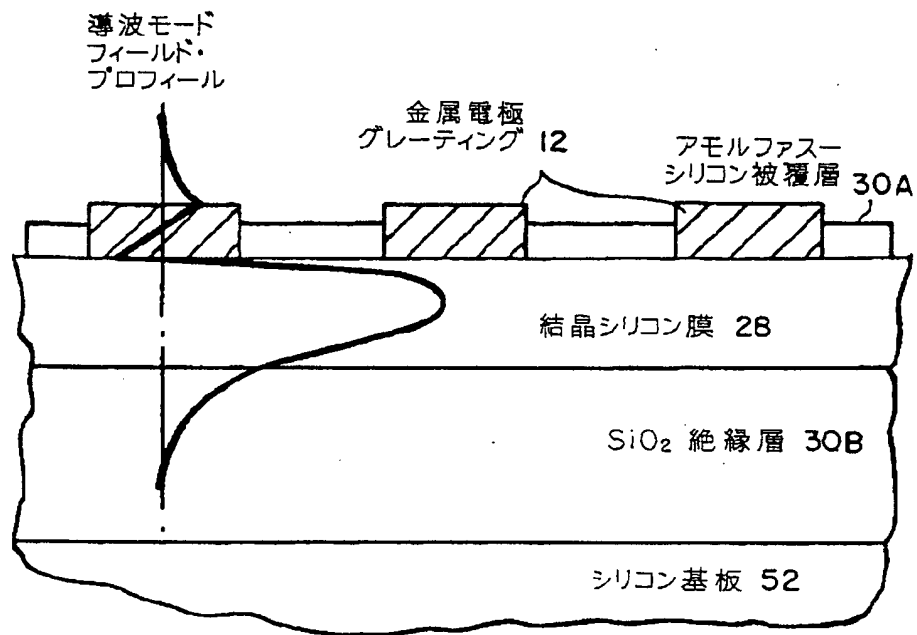 導波モード
フィールド・
プロフィール
金属電極
グレーティング 12
アモルファスー
シリコン被覆層 30A
結晶シリコン膜 28
SiO₂ 絶縁層 30B
シリコン基板 52